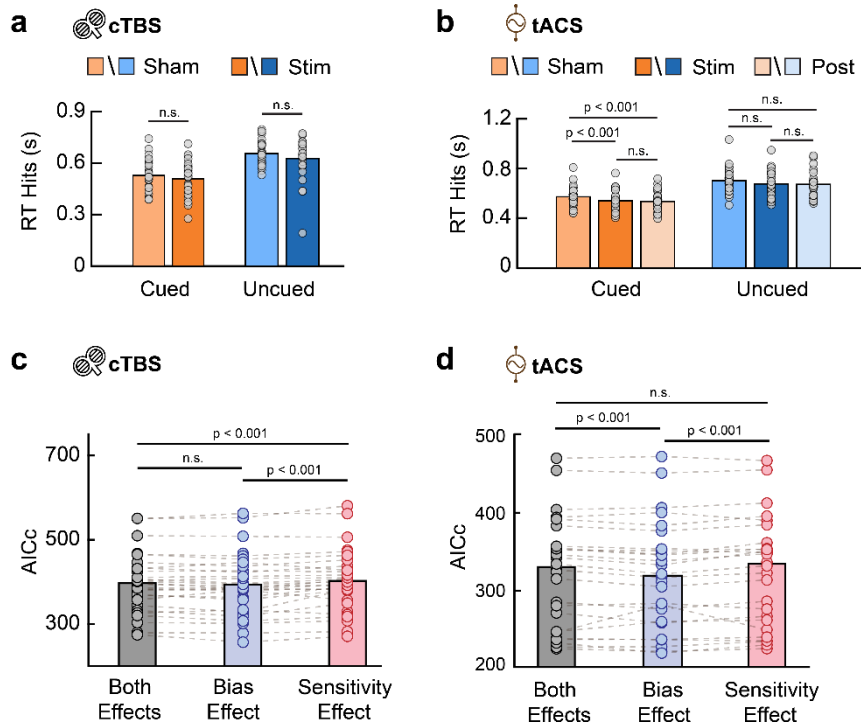 a cTBS
\ Sham \ Stim
RT Hits (s)
0.9
0.6
0.3
0
n.s.
n.s.
Cued Uncued
b tACS
\ Sham \ Stim \ Post
RT Hits (s)
1.2
0.8
0.4
0
p < 0.001
p < 0.001
n.s.
n.s.
n.s.
n.s.
Cued Uncued
c cTBS
AICc
700
500
300
p < 0.001
n.s.
p < 0.001
Both
Effects
Bias
Effect
Sensitivity
Effect
d tACS
AICc
500
400
300
200
n.s.
p < 0.001
p < 0.001
Both
Effects
Bias
Effect
Sensitivity
Effect